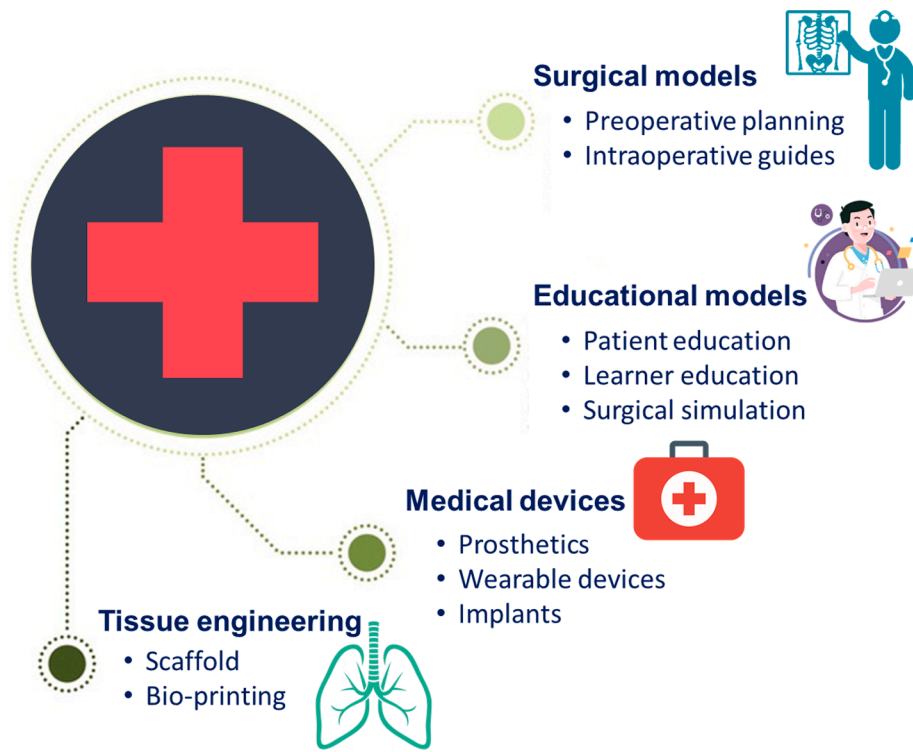 Surgical models
• Preoperative planning
• Intraoperative guides
Educational models
• Patient education
• Learner education
• Surgical simulation
Medical devices
• Prosthetics
• Wearable devices
• Implants
Tissue engineering
• Scaffold
• Bio-printing